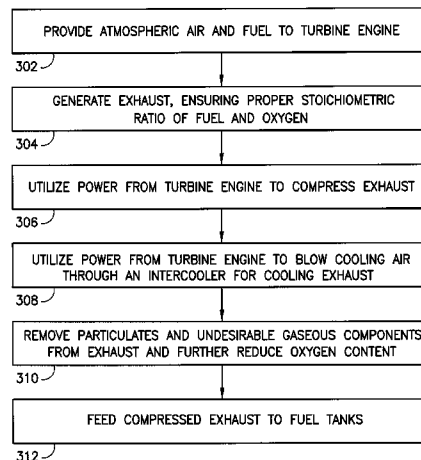 PROVIDE ATMOSPHERIC AIR AND FUEL TO TURBINE ENGINE
302
GENERATE EXHAUST, ENSURING PROPER STOICHIOMETRIC
RATIO OF FUEL AND OXYGEN
304
UTILIZE POWER FROM TURBINE ENGINE TO COMPRESS EXHAUST
306
UTILIZE POWER FROM TURBINE ENGINE TO BLOW COOLING AIR
THROUGH AN INTERCOOLER FOR COOLING EXHAUST
308
REMOVE PARTICULATES AND UNDESIRABLE GASEOUS COMPONENTS
FROM EXHAUST AND FURTHER REDUCE OXYGEN CONTENT
310
FEED COMPRESSED EXHAUST TO FUEL TANKS
312